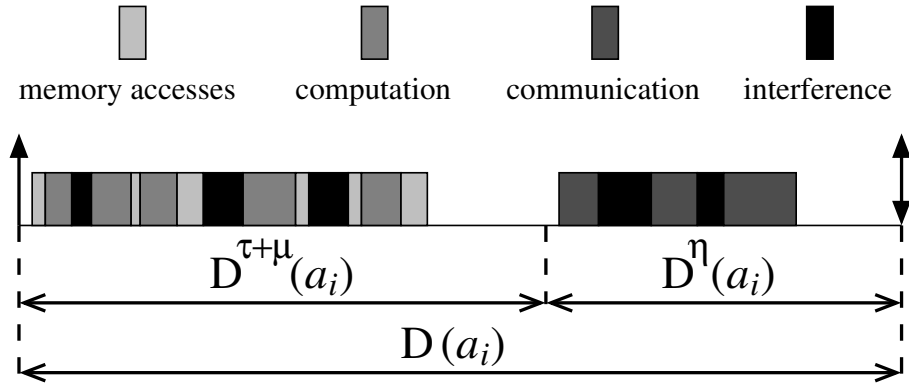 memory accesses computation communication interference
D^{τ+μ}(a_i) D^η(a_i)
D(a_i)